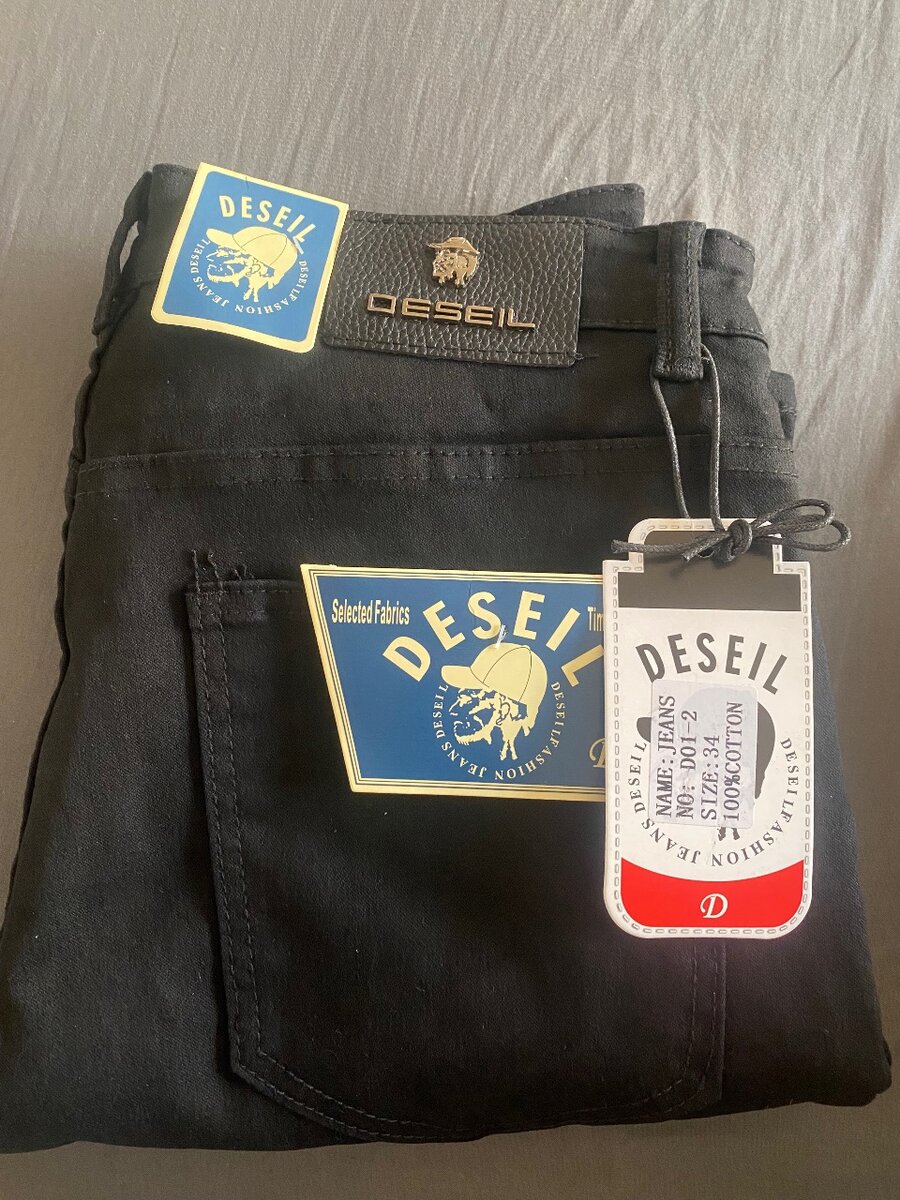 DESEIL
DESEIL DESEILFASHION JEANS
DESEIL
Selected Fabrics
DESEIL
DESEIL DESEILFASHION JEANS
DESEIL
NAME:JEANS
NO: D01-2
SIZE:34
100%COTTON
DESEIL DESEILFASHION JEANS
D